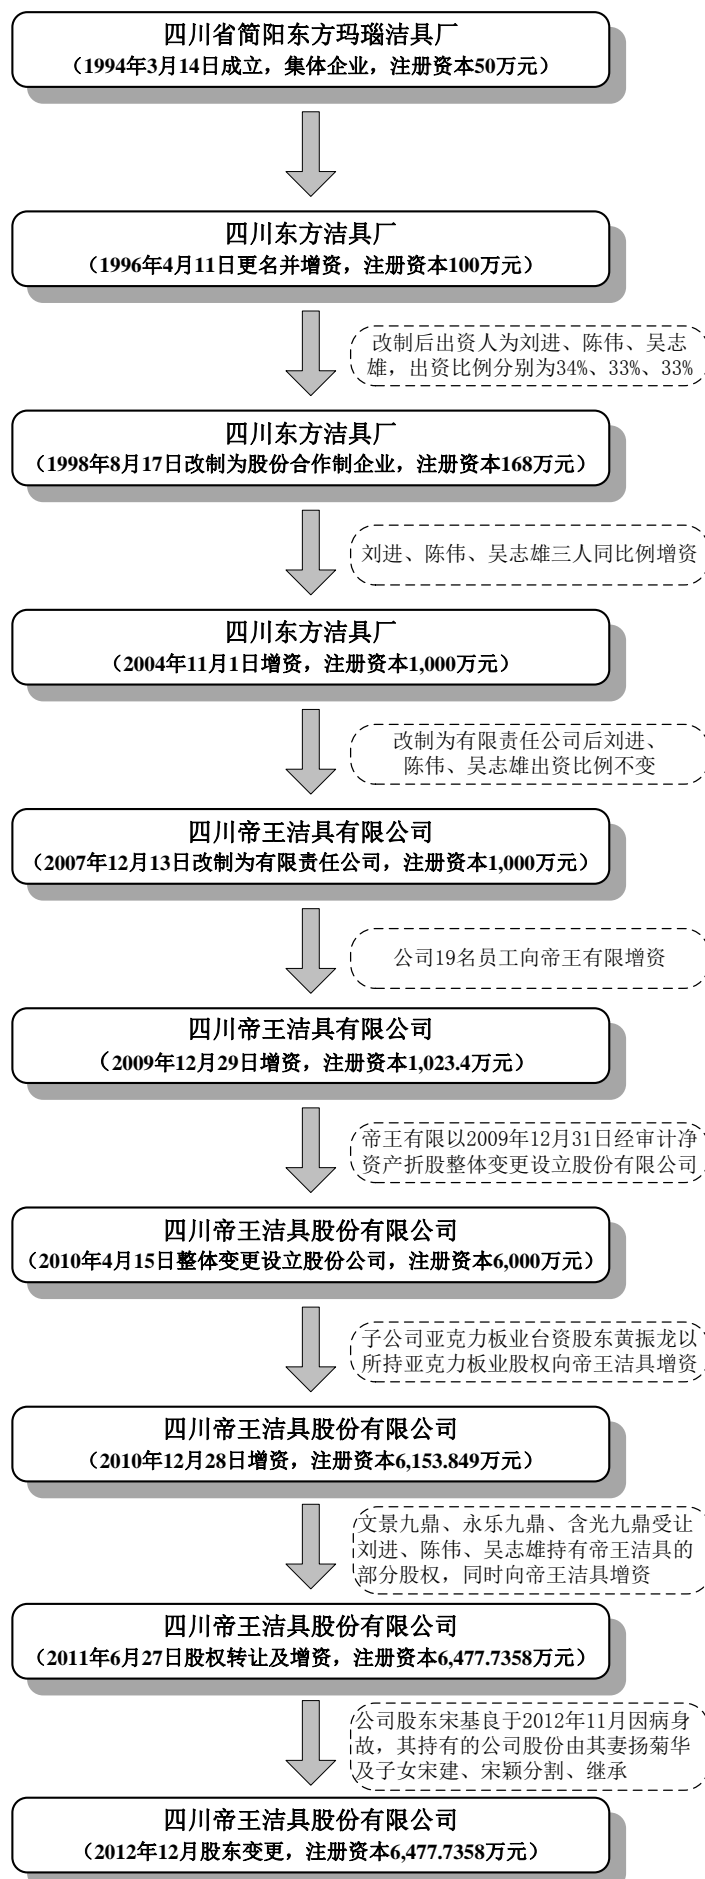 四川省简阳东方玛瑙洁具厂
（1994年3月14日成立，集体企业，注册资本50万元）
四川东方洁具厂
（1996年4月11日更名并增资，注册资本100万元）
改制后出资人为刘进、陈伟、吴志
雄，出资比例分别为34%、33%、33%
四川东方洁具厂
（1998年8月17日改制为股份合作制企业，注册资本168万元）
刘进、陈伟、吴志雄三人同比例增资
四川东方洁具厂
（2004年11月1日增资，注册资本1,000万元）
改制为有限责任公司后刘进、
陈伟、吴志雄出资比例不变
四川帝王洁具有限公司
（2007年12月13日改制为有限责任公司，注册资本1,000万元）
公司19名员工向帝王有限增资
四川帝王洁具有限公司
（2009年12月29日增资，注册资本1,023.4万元）
帝王有限以2009年12月31日经审计净
资产折股整体变更设立股份有限公司
四川帝王洁具股份有限公司
（2010年4月15日整体变更设立股份公司，注册资本6,000万元）
子公司亚克力板业台资股东黄振龙以
所持亚克力板业股权向帝王洁具增资
四川帝王洁具股份有限公司
（2010年12月28日增资，注册资本6,153.849万元）
文景九鼎、永乐九鼎、含光九鼎受让
刘进、陈伟、吴志雄持有帝王洁具的
部分股权，同时向帝王洁具增资
四川帝王洁具股份有限公司
（2011年6月27日股权转让及增资，注册资本6,477.7358万元）
公司股东宋基良于2012年11月因病身
故，其持有的公司股份由其妻扬菊华
及子女宋建、宋颖分割、继承
四川帝王洁具股份有限公司
（2012年12月股东变更，注册资本6,477.7358万元）